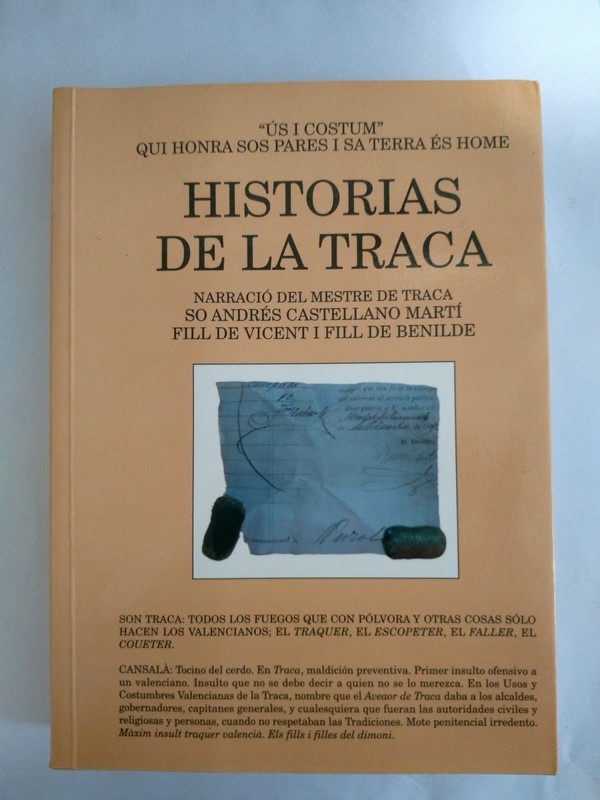 “ÚS I COSTUM”
QUI HONRA SOS PARES I SA TERRA ÉS HOME
HISTORIAS
DE LA TRACA
NARRACIÓ DEL MESTRE DE TRACA
SO ANDRÉS CASTELLANO MARTÍ
FILL DE VICENT I FILL DE BENILDE
SON TRACA: TODOS LOS FUEGOS QUE CON PÓLVORA Y OTRAS COSAS SÓLO
HACEN LOS VALENCIANOS; EL TRAQUER, EL ESCOPETER, EL FALLER, EL
COUETER.
CANSALÀ: Tocino del cerdo. En Traca, maldición preventiva. Primer insulto ofensivo a
un valenciano. Insulto que no se debe decir a quien no se lo merezca. En los Usos y
Costumbres Valencianas de la Traca, nombre que el Aveaor de Traca daba a los alcaldes,
gobernadores, capitanes generales, y cualesquiera que fueran las autoridades civiles y
religiosas y personas, cuando no respetaban las Tradiciones. Mote penitencial irredento.
Màxim insult traquer valencià. Els fills i filles del dimoni.